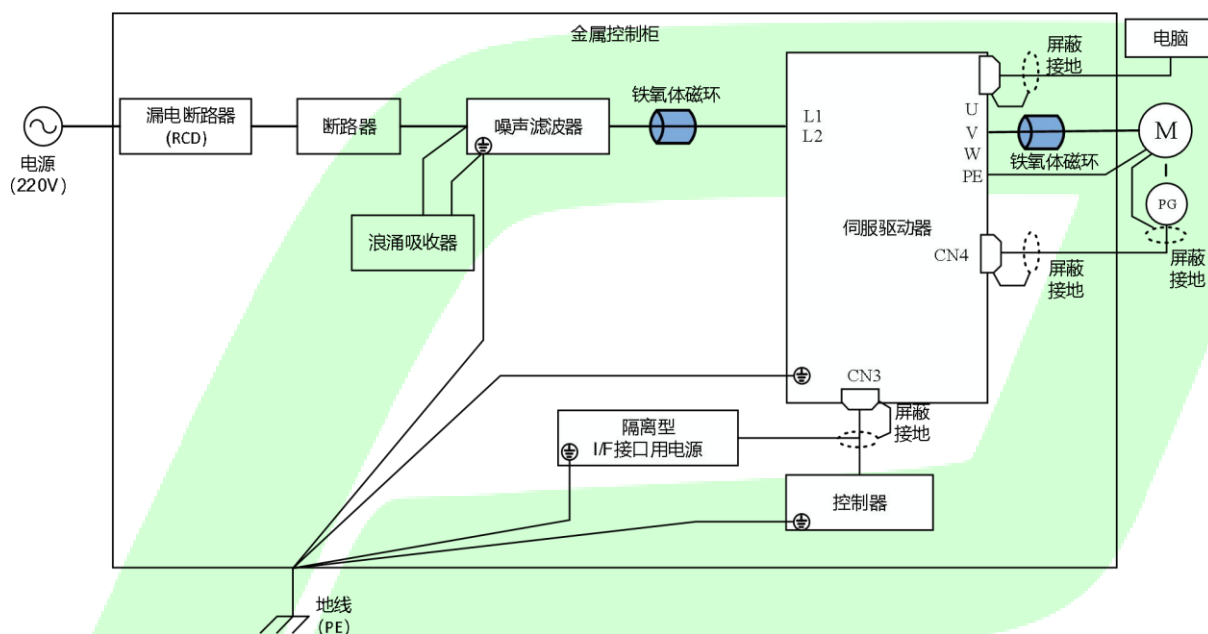 金属控制柜
屏蔽
接地
电脑
铁氧体磁环
漏电断路器
(RCD)
断路器
噪声滤波器
L1
L2
U
V
W
PE
M
铁氧体磁环
电源
(220V)
PG
浪涌吸收器
伺服驱动器
CN4
屏蔽
接地
屏蔽
接地
CN3
屏蔽
接地
隔离型
I/F接口用电源
控制器
地线
(PE)